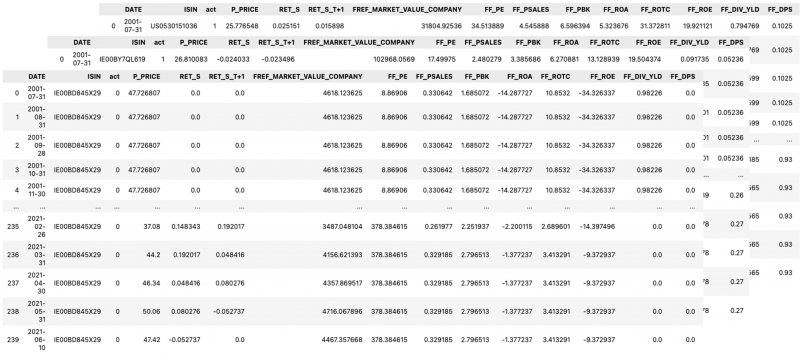 DATE ISIN act P_PRICE RET_S RET_S_T+1 FREF_MARKET_VALUE_COMPANY FF_PE FF_PSALES FF_PBK FF_ROA FF_ROTC FF_ROE FF_DIV_YLD FF_DPS
0 2001-07-31 US0530151036 1 25.776548 0.025151 0.015898 31804.92536 34.513889 4.545888 6.596394 5.323676 31.372811 19.921121 0.794769 0.1025
DATE ISIN act P_PRICE RET_S RET_S_T+1 FREF_MARKET_VALUE_COMPANY FF_PE FF_PSALES FF_PBK FF_ROA FF_ROTC FF_ROE FF_DIV_YLD FF_DPS
0 2001-07-31 IE00BY7QL619 1 26.810083 -0.024033 -0.023496 102968.0569 17.49975 2.480279 3.385686 6.270881 13.128939 19.504374 0.091735 0.05236
769 0.1025
DATE ISIN act P_PRICE RET_S RET_S_T+1 FREF_MARKET_VALUE_COMPANY FF_PE FF_PSALES FF_PBK FF_ROA FF_ROTC FF_ROE FF_DIV_YLD FF_DPS
0 2001-07-31 IE00BD845X29 0 47.726807 0.0 0.0 4618.123625 8.86906 0.330642 1.685072 -14.287727 10.8532 -34.326337 0.98226 0.0
0.05236
599 0.1025
1 2001-08-31 IE00BD845X29 0 47.726807 0.0 0.0 4618.123625 8.86906 0.330642 1.685072 -14.287727 10.8532 -34.326337 0.98226 0.0
01 0.05236
599 0.1025
2 2001-09-28 IE00BD845X29 0 47.726807 0.0 0.0 4618.123625 8.86906 0.330642 1.685072 -14.287727 10.8532 -34.326337 0.98226 0.0
01 0.05236
... ...
3 2001-10-31 IE00BD845X29 0 47.726807 0.0 0.0 4618.123625 8.86906 0.330642 1.685072 -14.287727 10.8532 -34.326337 0.98226 0.0
01 0.05236
0.93
4 2001-11-30 IE00BD845X29 0 47.726807 0.0 0.0 4618.123625 8.86906 0.330642 1.685072 -14.287727 10.8532 -34.326337 0.98226 0.0
0.26
565 0.93
... ... ... ... ... ... ... ... ... ... ... ... ... ... ... ...
235 2021-02-26 IE00BD845X29 0 37.08 0.148343 0.192017 3487.048104 378.384615 0.261977 2.251937 -2.200115 2.689601 -14.397496 0.0 0.0
78 0.27
565 0.93
236 2021-03-31 IE00BD845X29 0 44.2 0.192017 0.048416 4156.621393 378.384615 0.329185 2.796513 -1.377237 3.413291 -9.372937 0.0 0.0
78 0.27
565 0.93
237 2021-04-30 IE00BD845X29 0 46.34 0.048416 0.080276 4357.869517 378.384615 0.329185 2.796513 -1.377237 3.413291 -9.372937 0.0 0.0
78 0.27
238 2021-05-31 IE00BD845X29 0 50.06 0.080276 -0.052737 4716.067896 378.384615 0.329185 2.796513 -1.377237 3.413291 -9.372937 0.0 0.0
239 2021-06-10 IE00BD845X29 0 47.42 -0.052737 0.0 4467.357668 378.384615 0.329185 2.796513 -1.377237 3.413291 -9.372937 0.0 0.0